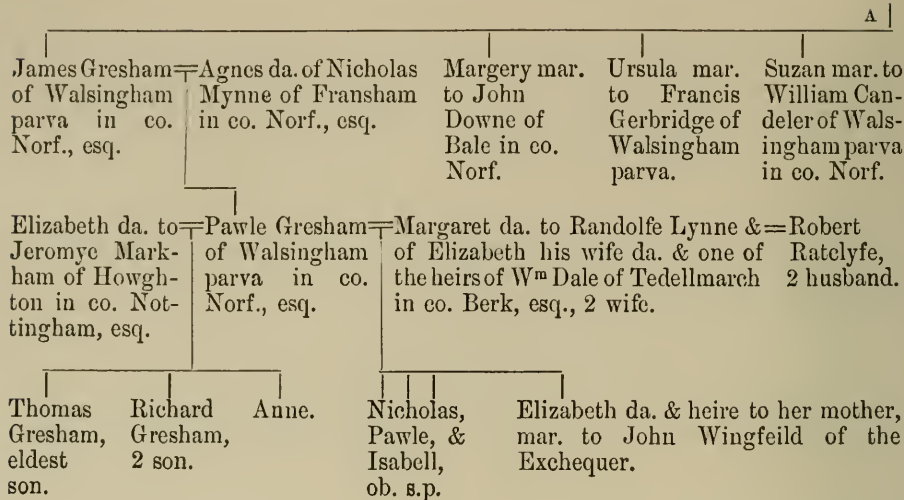 A
James Gresham=Agnes da. of Nicholas
of Walsingham Mynne of Fransham
parva in co. in co. Norf., esq.
Norf., esq.
Margery mar.
to John
Downe of
Bale in co.
Norf.
Ursula mar.
to Francis
Gerbridge of
Walsingham
parva.
Suzan mar. to
William Can-
deler of Wals-
ingham parva
in co. Norf.
Elizabeth da. to=Pawle Gresham=Margaret da. to Randolfe Lynne &=Robert
Jeromye Mark- of Walsingham of Elizabeth his wife da. & one of Ratclyfe,
ham of Howgh- parva in co. the heirs of Wm Dale of Tedellmarch 2 husband.
ton in co. Not- Norf., esq. in co. Berk, esq., 2 wife.
tingham, esq.
Thomas
Gresham,
eldest
son.
Richard
Gresham,
2 son.
Anne.
Nicholas,
Pawle, &
Isabell,
ob. s.p.
Elizabeth da. & heire to her mother,
mar. to John Wingfeild of the
Exchequer.